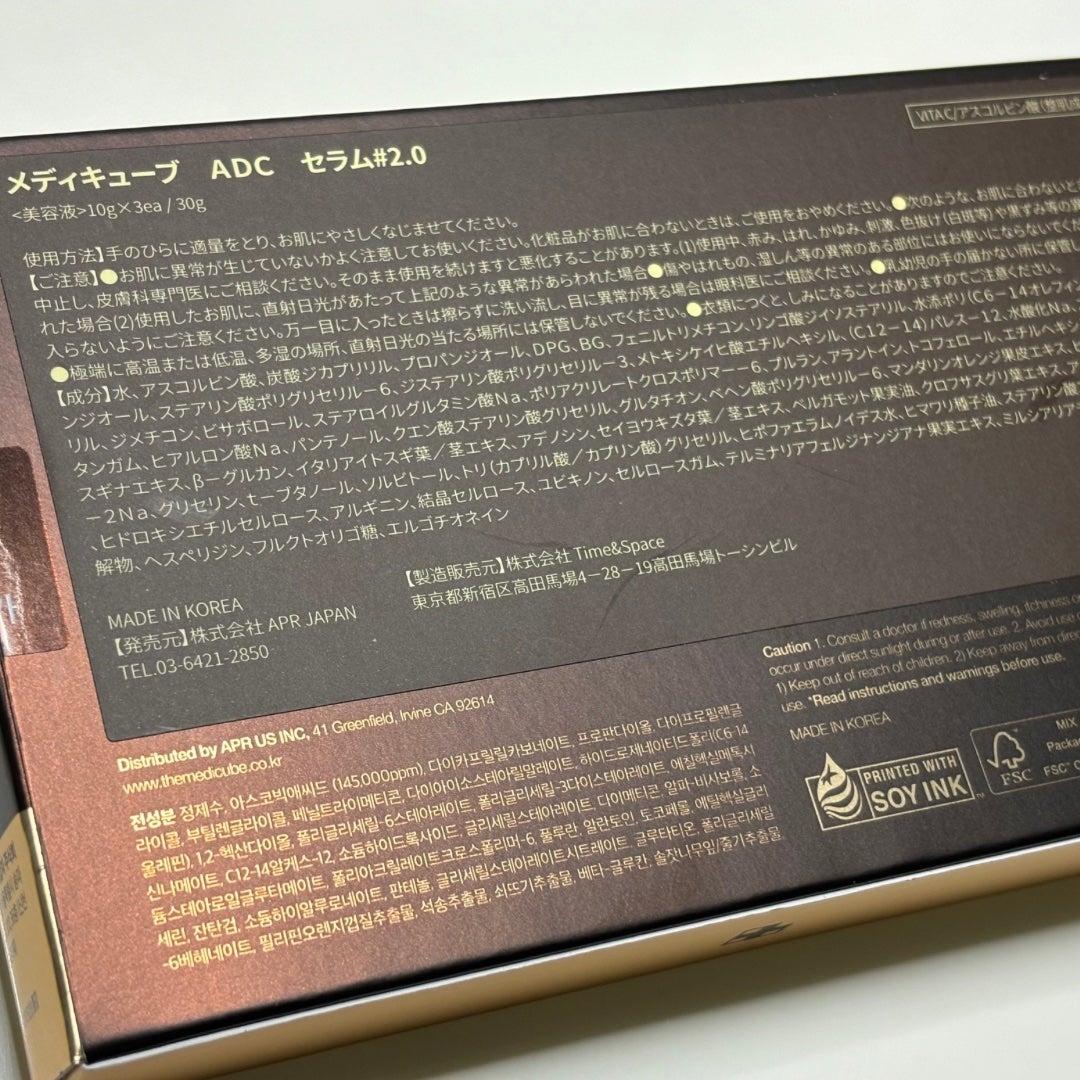 VITA C/アスコルビン酸(整肌成
メディキューブ ADC セラム#2.0
<美容液>10g×3ea / 30g
使用方法】手のひらに適量をとり、お肌にやさしくなじませてください。
【ご注意】●お肌に異常が生じていないかよく注意してお使いください。化粧品がお肌に合わないときは、ご使用をおやめください。●次のような、お肌に合わないと
中止し、皮膚科専門医にご相談ください。そのまま使用を続けますと悪化することがあります。(1)使用中、赤み、はれ、かゆみ、刺激、色抜け(白斑等)や黒ずみ等の異
れた場合(2)使用したお肌に、直射日光があたって上記のような異常があらわれた場合●傷やはれもの、湿しん等の異常のある部位にはお使いにならないでく
入らないようにご注意ください。万一目に入ったときは擦らずに洗い流し、目に異常が残る場合は眼科医にご相談ください。●乳幼児の手の届かない所に保管し
●極端に高温または低温、多湿の場所、直射日光の当たる場所には保管しないでください。●衣類につくと、しみになることがありますのでご注意ください。
【成分】水、アスコルビン酸、炭酸ジカプリリル、プロパンジオール、DPG、BG、フェニルトリメチコン、リンゴ酸ジイソステアリル、水添ポリ(C6-14オレフィン
ンジオール、ステアリン酸ポリグリセリル-6、ジステアリン酸ポリグリセリル-3、メトキシケイヒ酸エチルヘキシル、(C12-14)パレス-12、水酸化Na
リル、ジメチコン、ビサボロール、ステアロイルグルタミン酸Na、ポリアクリレートクロスポリマー-6、プルラン、アラントイン、トコフェロール、エチルヘキシ
タンガム、ヒアルロン酸Na、パンテノール、クエン酸ステアリン酸グリセリル、グルタチオン、ベヘン酸ポリグリセリル-6、マンダリンオレンジ果皮エキス、
スギナエキス、β-グルカン、イタリアイトスギ葉/茎エキス、アデノシン、セイヨウキズタ葉/茎エキス、ベルガモット果実油、クロフサスグリ葉エキス、
-2Na、グリセリン、セーブタノール、ソルビトール、トリ(カプリル酸/カプリン酸)グリセリル、ヒポファエラムノイデス水、ヒマワリ種子油、ステアリン酸
、ヒドロキシエチルセルロース、アルギニン、結晶セルロース、ユビキノン、セルロースガム、テルミナリアフェルジナンジアナ果実エキス、ミルシアリア
解物、ヘスペリジン、フルクトオリゴ糖、エルゴチオネイン
MADE IN KOREA
【発売元】株式会社 APR JAPAN
TEL.03-6421-2850
【製造販売元】株式会社 Time&Space
東京都新宿区高田馬場4-28-19高田馬場トーシンビル
Distributed by APR US INC, 41 Greenfield, Irvine CA 92614
www.themedicube.co.kr
전성분 정제수, 아스코빅애씨드 (145,000ppm), 다이카프릴릴카보네이트, 프로판다이올, 다이프로필렌글
라이콜, 부틸렌글라이콜, 페닐트라이메티콘, 다이아이소스테아릴말레이트, 하이드로제네이티드폴리(C6-14
올레핀), 1,2-헥산다이올, 폴리글리세릴-6스테아레이트, 폴리글리세릴-3다이스테아레이트, 에칠헥실메톡시
신나메이트, C12-14알케스-12, 소듐하이드록사이드, 글리세릴스테아레이트, 다이메티콘, 알파-비사보롤, 소
듐스테아로일글루타메이트, 폴리아크릴레이트크로스폴리머-6, 풀루란, 알란토인, 토코페롤, 에틸헥실글리
세린, 잔탄검, 소듐하이알루로네이트, 판테놀, 글리세릴스테아레이트시트레이트, 글루타티온, 폴리글리세릴
-6베헤네이트, 필리핀오렌지껍질추출물, 석송추출물, 쇠뜨기추출물, 베타-글루칸, 솔잣나무잎/줄기추출물
Caution 1. Consult a doctor if redness, swelling, itchiness or
occur under direct sunlight during or after use. 2. Avoid use
1) Keep out of reach of children. 2) Keep away from direct
use. *Read instructions and warnings before use.
MADE IN KOREA
PRINTED WITH
SOY INK
TM
FSC
MIX
Packa
FSC® C